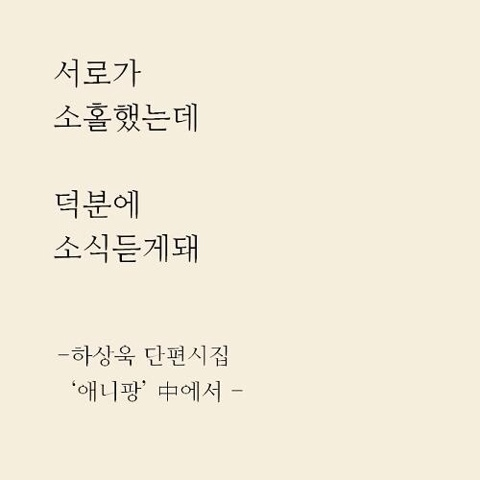 서로가
소홀했는데
덕분에
소식듣게돼
-하상욱 단편시집
‘애니팡’ 中에서 -